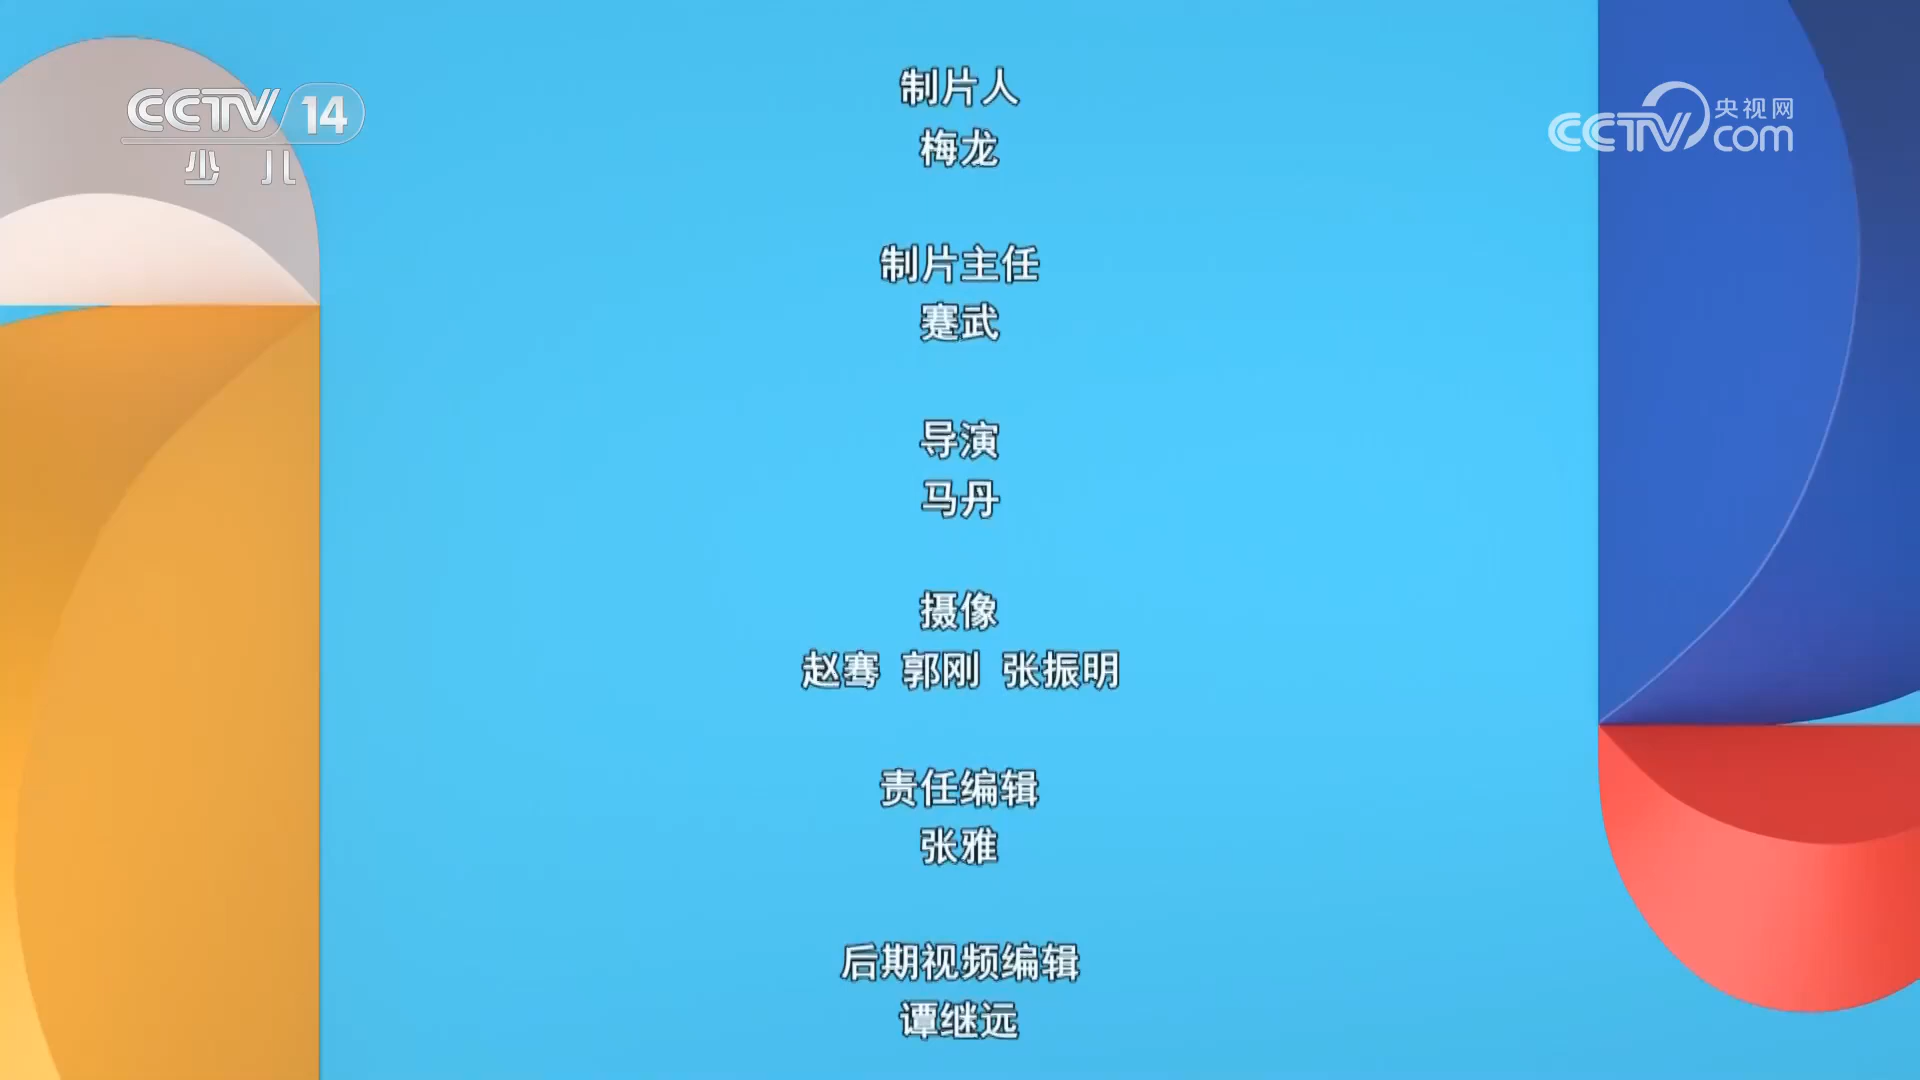 CCTV 14
少儿
央视网
CCTV.com
制片人
梅龙
制片主任
蹇武
导演
马丹
摄像
赵骞 郭刚 张振明
责任编辑
张雅
后期视频编辑
谭继远